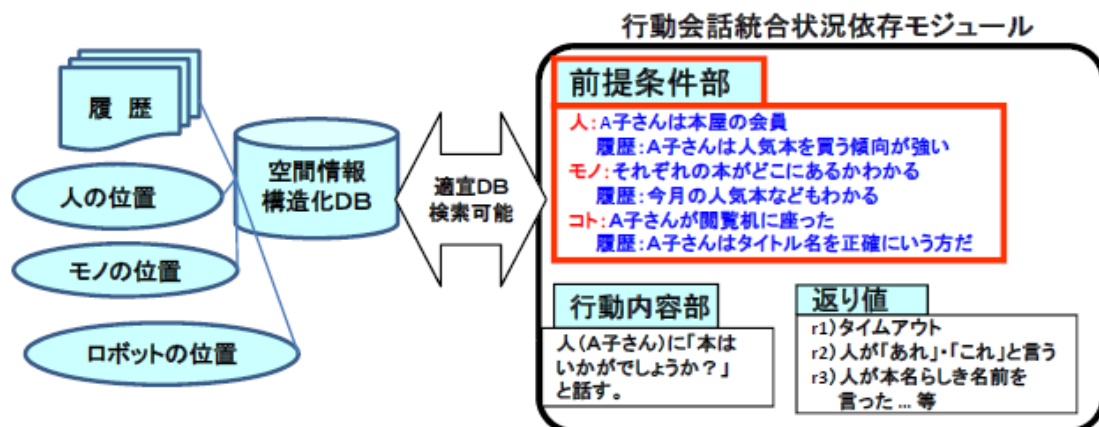 行動会話統合状況依存モジュール
履 歴
人の位置
モノの位置
ロボットの位置
空間情報
構造化DB
適宜DB
検索可能
前提条件部
人:A子さんは本屋の会員
履歴:A子さんは人気本を買う傾向が強い
モノ:それぞれの本がどこにあるかわかる
履歴:今月の人気本などもわかる
コト:A子さんが閲覧机に座った
履歴:A子さんはタイトル名を正確にいう方だ
行動内容部
人(A子さん)に「本は
いかがでしょうか？」
と話す。
返り値
r1)タイムアウト
r2)人が「あれ」・「これ」と言う
r3)人が本名らしき名前を
言った … 等